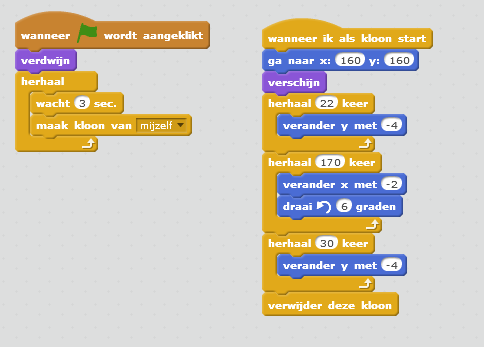 wanneer wordt aangeklikt
verdwijn
herhaal
wacht 3 sec.
maak kloon van mijzelf
wanneer ik als kloon start
ga naar x: 160 y: 160
verschijn
herhaal 22 keer
verander y met -4
herhaal 170 keer
verander x met -2
draai 6 graden
herhaal 30 keer
verander y met -4
verwijder deze kloon